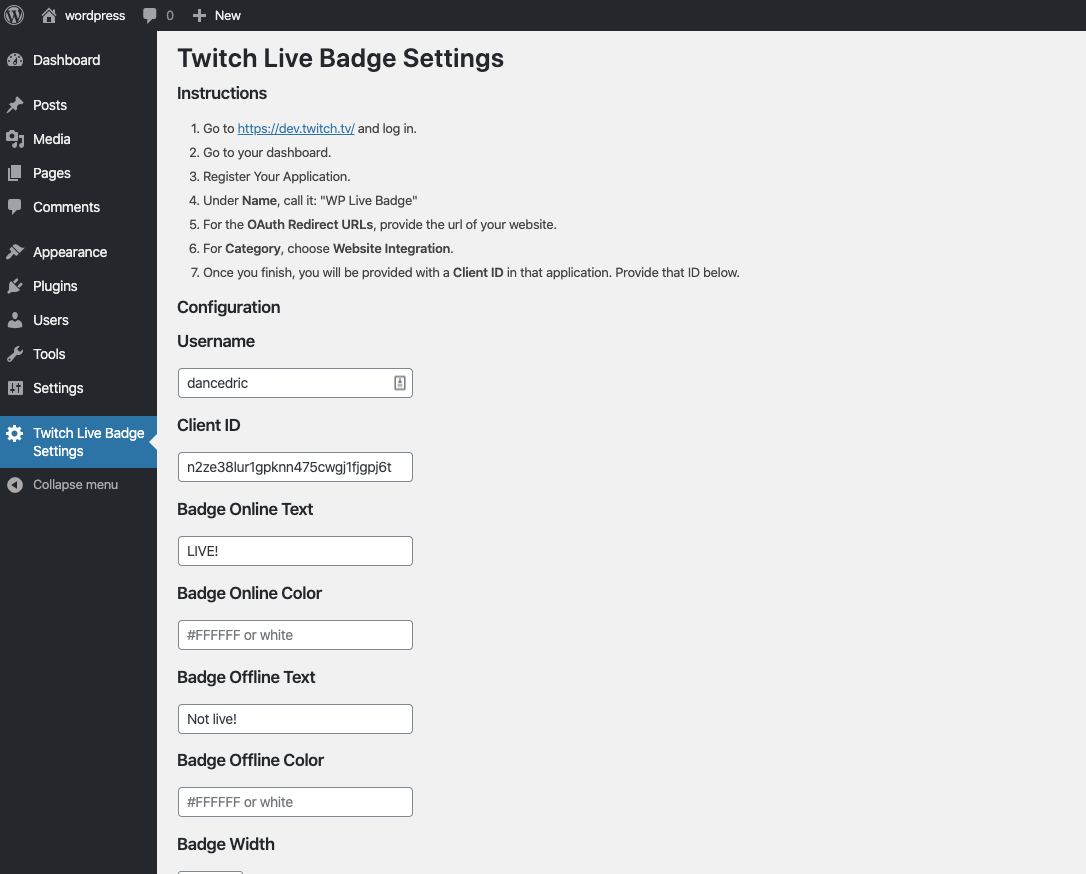 wordpress 0 New
Dashboard
Posts
Media
Pages
Comments
Appearance
Plugins
Users
Tools
Settings
Twitch Live Badge
Settings
Collapse menu
Twitch Live Badge Settings
Instructions
1. Go to https://dev.twitch.tv/ and log in.
2. Go to your dashboard.
3. Register Your Application.
4. Under Name, call it: "WP Live Badge"
5. For the OAuth Redirect URLs, provide the url of your website.
6. For Category, choose Website Integration.
7. Once you finish, you will be provided with a Client ID in that application. Provide that ID below.
Configuration
Username
dancedric
Client ID
n2ze38lur1gpknn475cwgj1fjgpj6t
Badge Online Text
LIVE!
Badge Online Color
#FFFFFF or white
Badge Offline Text
Not live!
Badge Offline Color
#FFFFFF or white
Badge Width